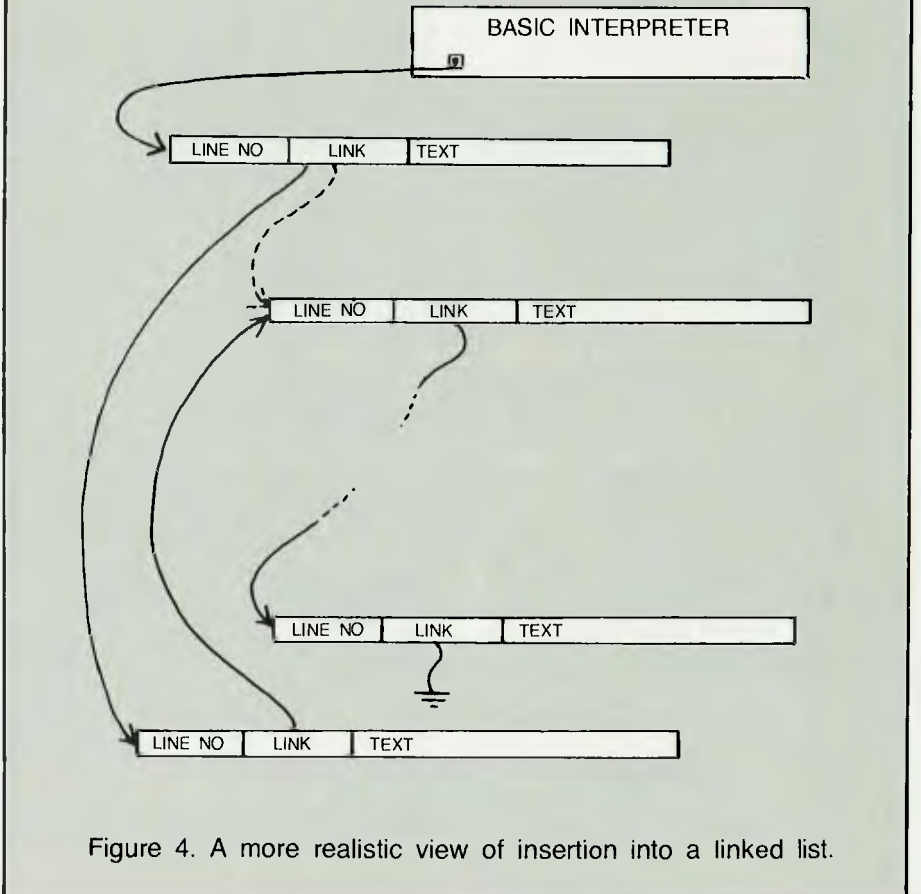 BASIC INTERPRETER
LINE NO LINK TEXT
LINE NO LINK TEXT
LINE NO LINK TEXT
LINE NO LINK TEXT
Figure 4. A more realistic view of insertion into a linked list.